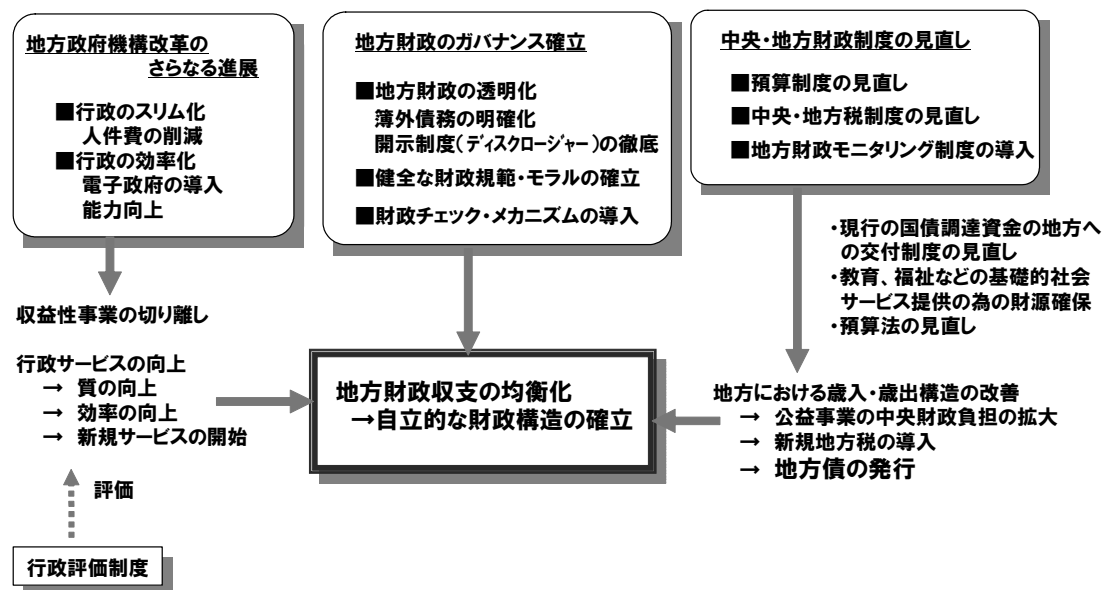 地方政府機構改革の
さらなる進展
■行政のスリム化
人件費の削減
■行政の効率化
電子政府の導入
能力向上
地方財政のガバナンス確立
■地方財政の透明化
簿外債務の明確化
開示制度(ディスクロージャー)の徹底
■健全な財政規範・モラルの確立
■財政チェック・メカニズムの導入
中央・地方財政制度の見直し
■預算制度の見直し
■中央・地方税制度の見直し
■地方財政モニタリング制度の導入
・現行の国債調達資金の地方へ
の交付制度の見直し
・教育、福祉などの基礎的社会
サービス提供の為の財源確保
・預算法の見直し
収益性事業の切り離し
行政サービスの向上
→ 質の向上
→ 効率の向上
→ 新規サービスの開始
地方財政収支の均衡化
→自立的な財政構造の確立
地方における歳入・歳出構造の改善
→ 公益事業の中央財政負担の拡大
→ 新規地方税の導入
→ 地方債の発行
評価
行政評価制度